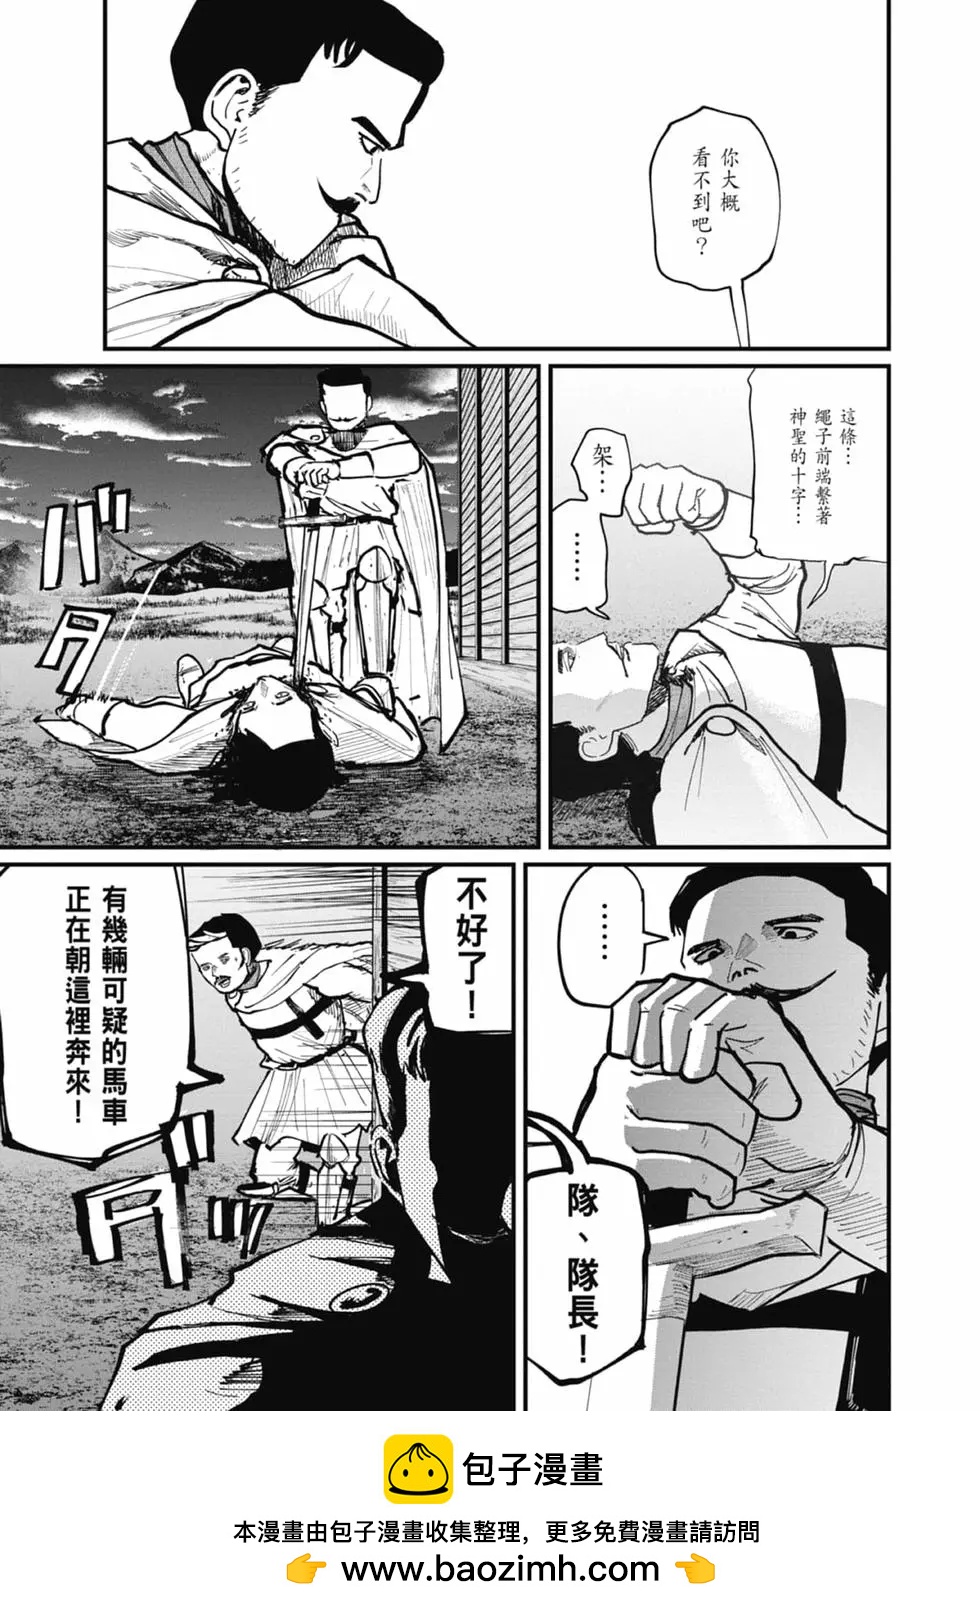 你大概
看不到吧？
這條…
繩子前端繫著
神聖的十字…
架…
……
バ
タ
……
隊、隊長！
不好了！
有幾輛可疑的馬車
正在朝這裡奔來！
ダッ
ダッ
包子漫畫
本漫畫由包子漫畫收集整理，更多免費漫畫請訪問
👉 www.baozimh.com 👈